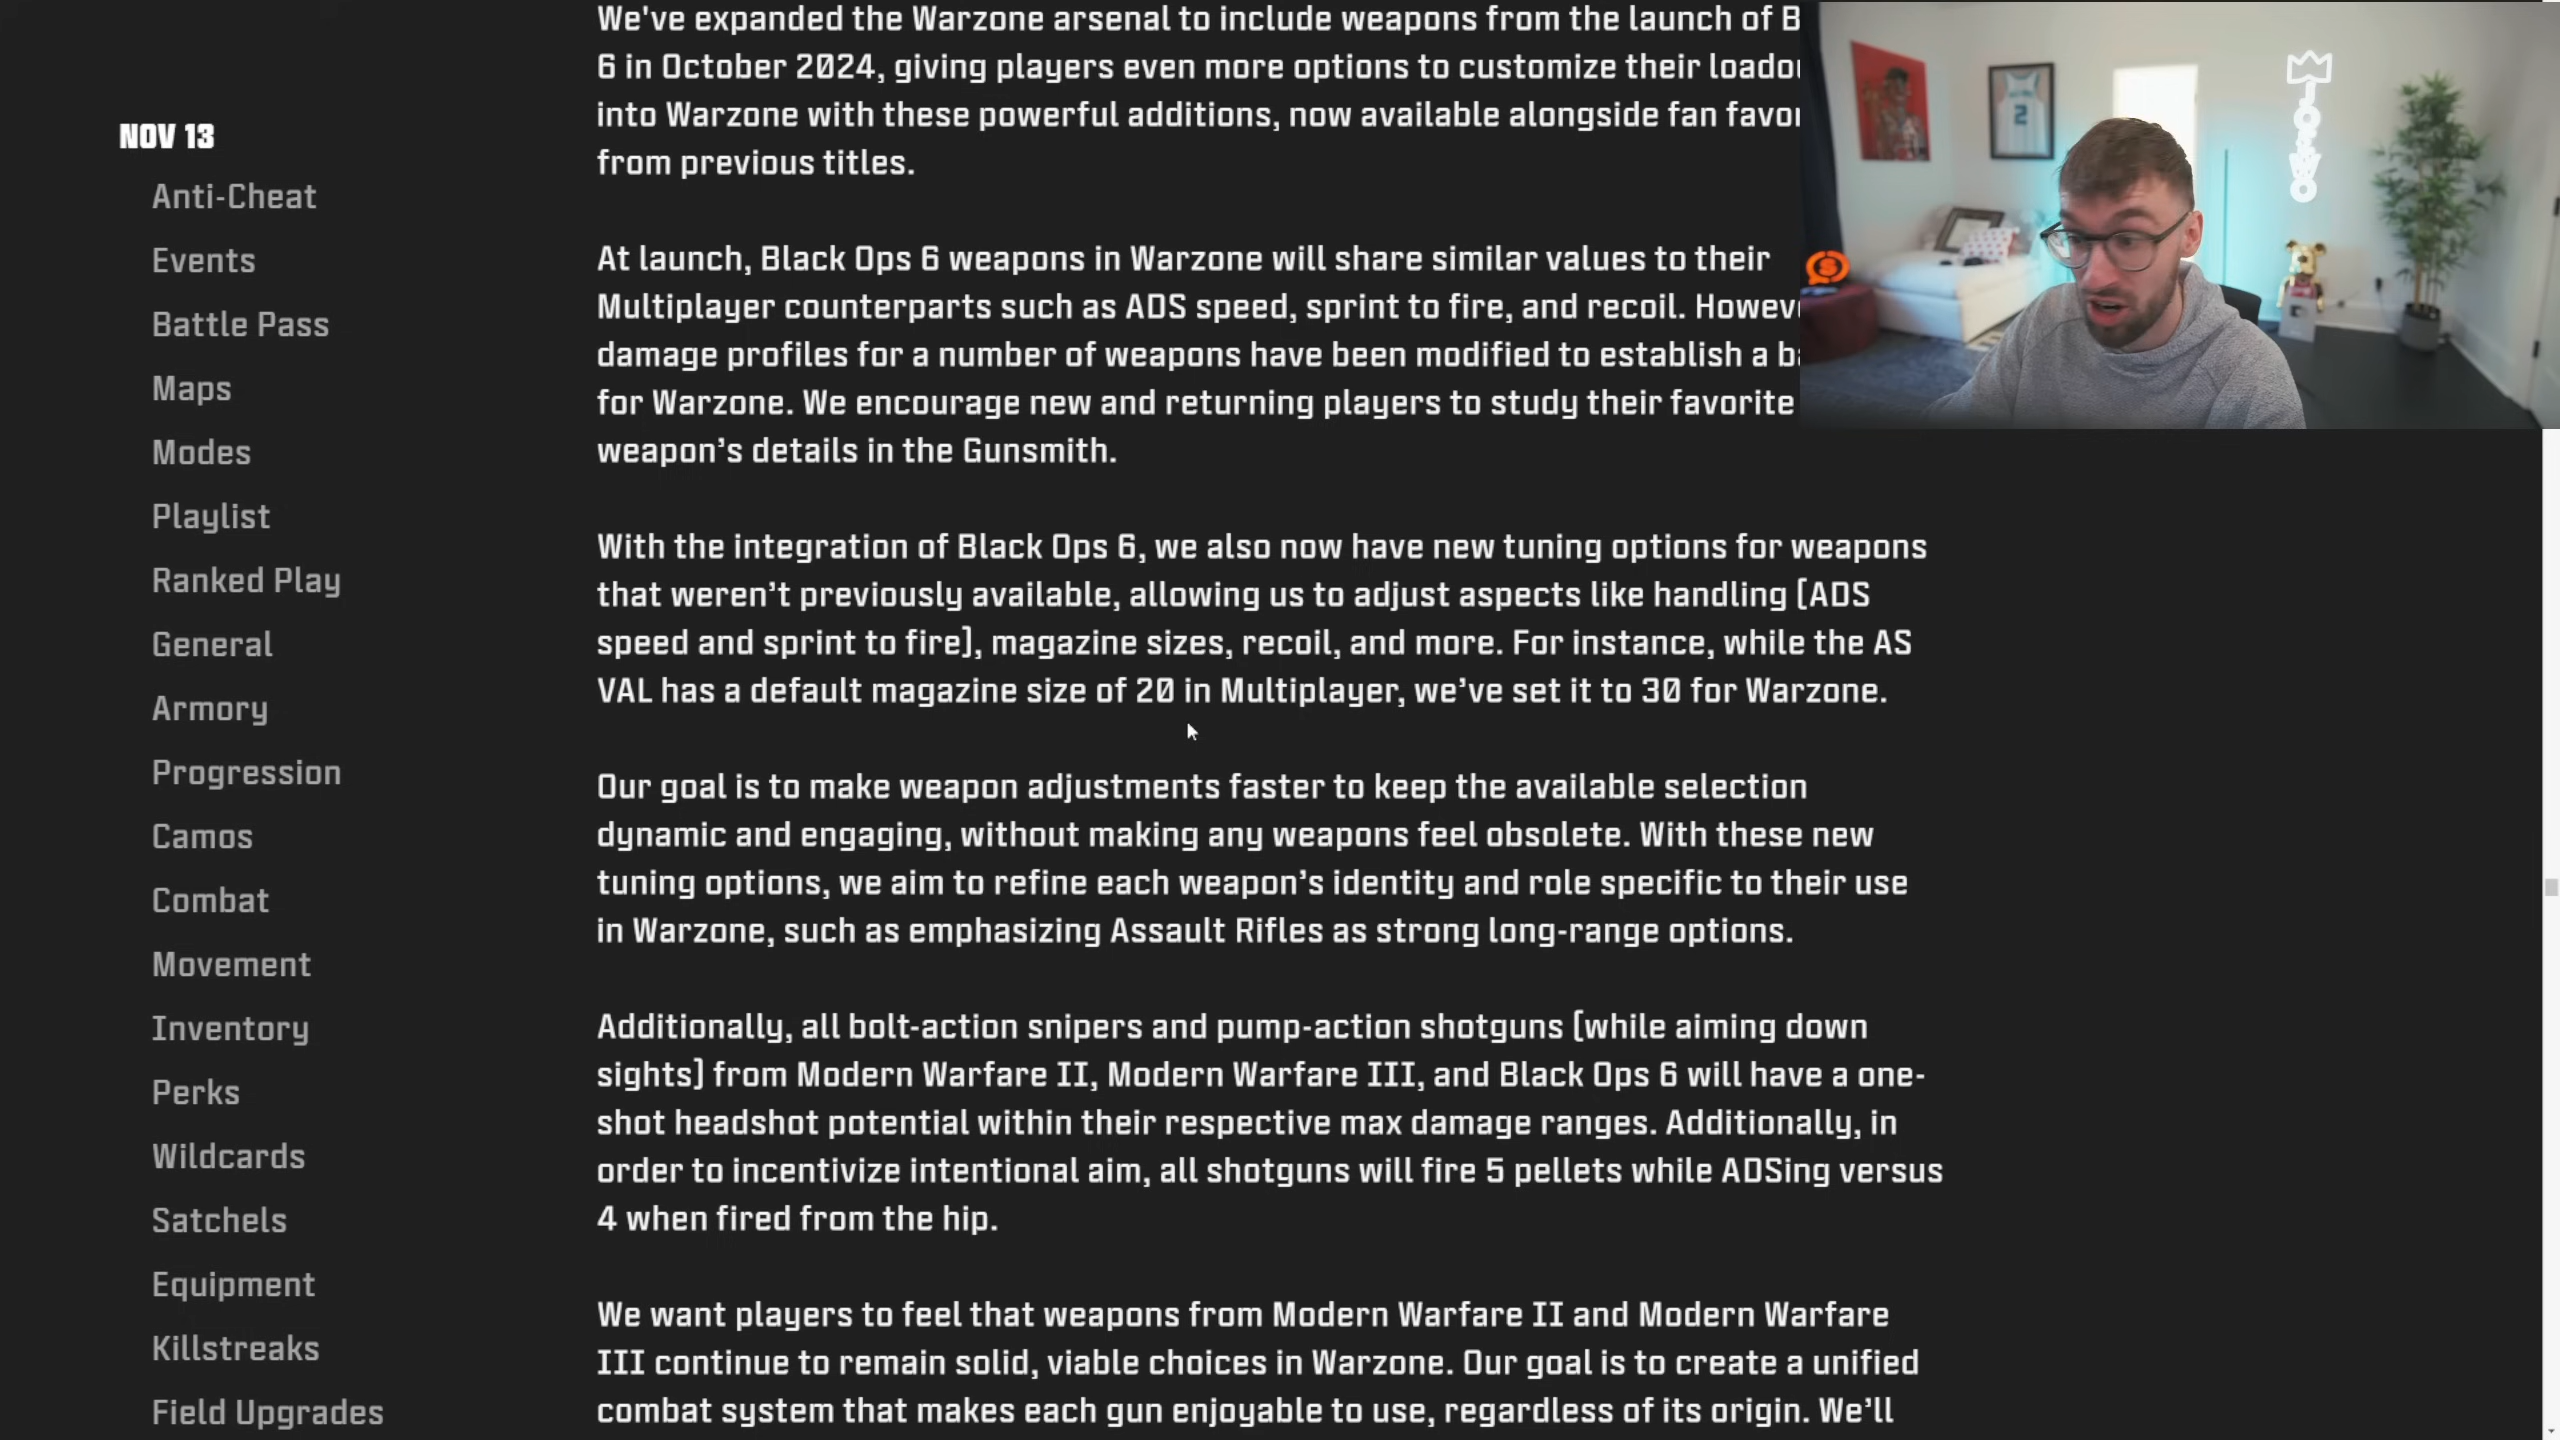 We've expanded the Warzone arsenal to include weapons from the launch of B
6 in October 2024, giving players even more options to customize their
into Warzone with these powerful additions, now available alongside fan
from previous titles.
NOV 13
Anti-Cheat
Events
Battle Pass
Maps
Modes
Playlist
Ranked Play
General
Armory
Progression
Camos
Combat
Movement
Inventory
Perks
Wildcards
Satchels
Equipment
Killstreaks
Field Upgrades
At launch, Black Ops 6 weapons in Warzone will share similar values to their
Multiplayer counterparts such as ADS speed, sprint to fire, and recoil.
damage profiles for a number of weapons have been modified to establish a
for Warzone. We encourage new and returning players to study their favorite
weapon’s details in the Gunsmith.
With the integration of Black Ops 6, we also now have new tuning options for weapons
that weren’t previously available, allowing us to adjust aspects like handling [ADS
speed and sprint to fire], magazine sizes, recoil, and more. For instance, while the AS
VAL has a default magazine size of 20 in Multiplayer, we’ve set it to 30 for Warzone.
Our goal is to make weapon adjustments faster to keep the available selection
dynamic and engaging, without making any weapons feel obsolete. With these new
tuning options, we aim to refine each weapon’s identity and role specific to their use
in Warzone, such as emphasizing Assault Rifles as strong long-range options.
Additionally, all bolt-action snipers and pump-action shotguns [while aiming down
sights] from Modern Warfare II, Modern Warfare III, and Black Ops 6 will have a one-
shot headshot potential within their respective max damage ranges. Additionally, in
order to incentivize intentional aim, all shotguns will fire 5 pellets while ADSing versus
4 when fired from the hip.
We want players to feel that weapons from Modern Warfare II and Modern Warfare
III continue to remain solid, viable choices in Warzone. Our goal is to create a unified
combat system that makes each gun enjoyable to use, regardless of its origin. We’ll
2